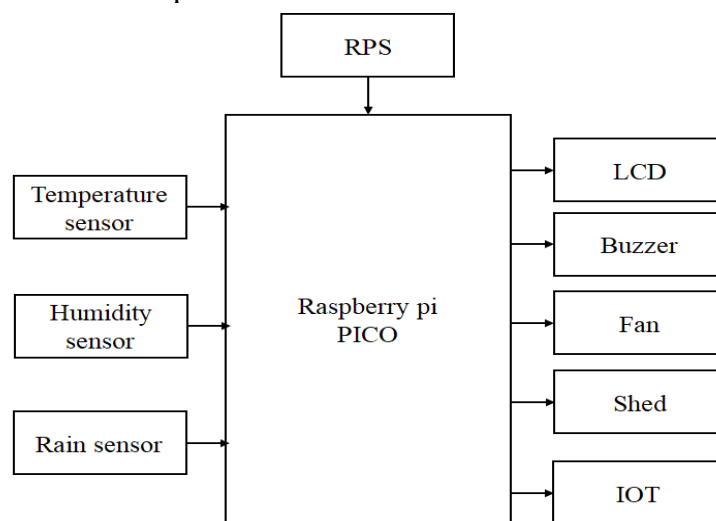 RPS
Temperature
sensor
Humidity
sensor
Rain sensor
Raspberry pi
PICO
LCD
Buzzer
Fan
Shed
IOT